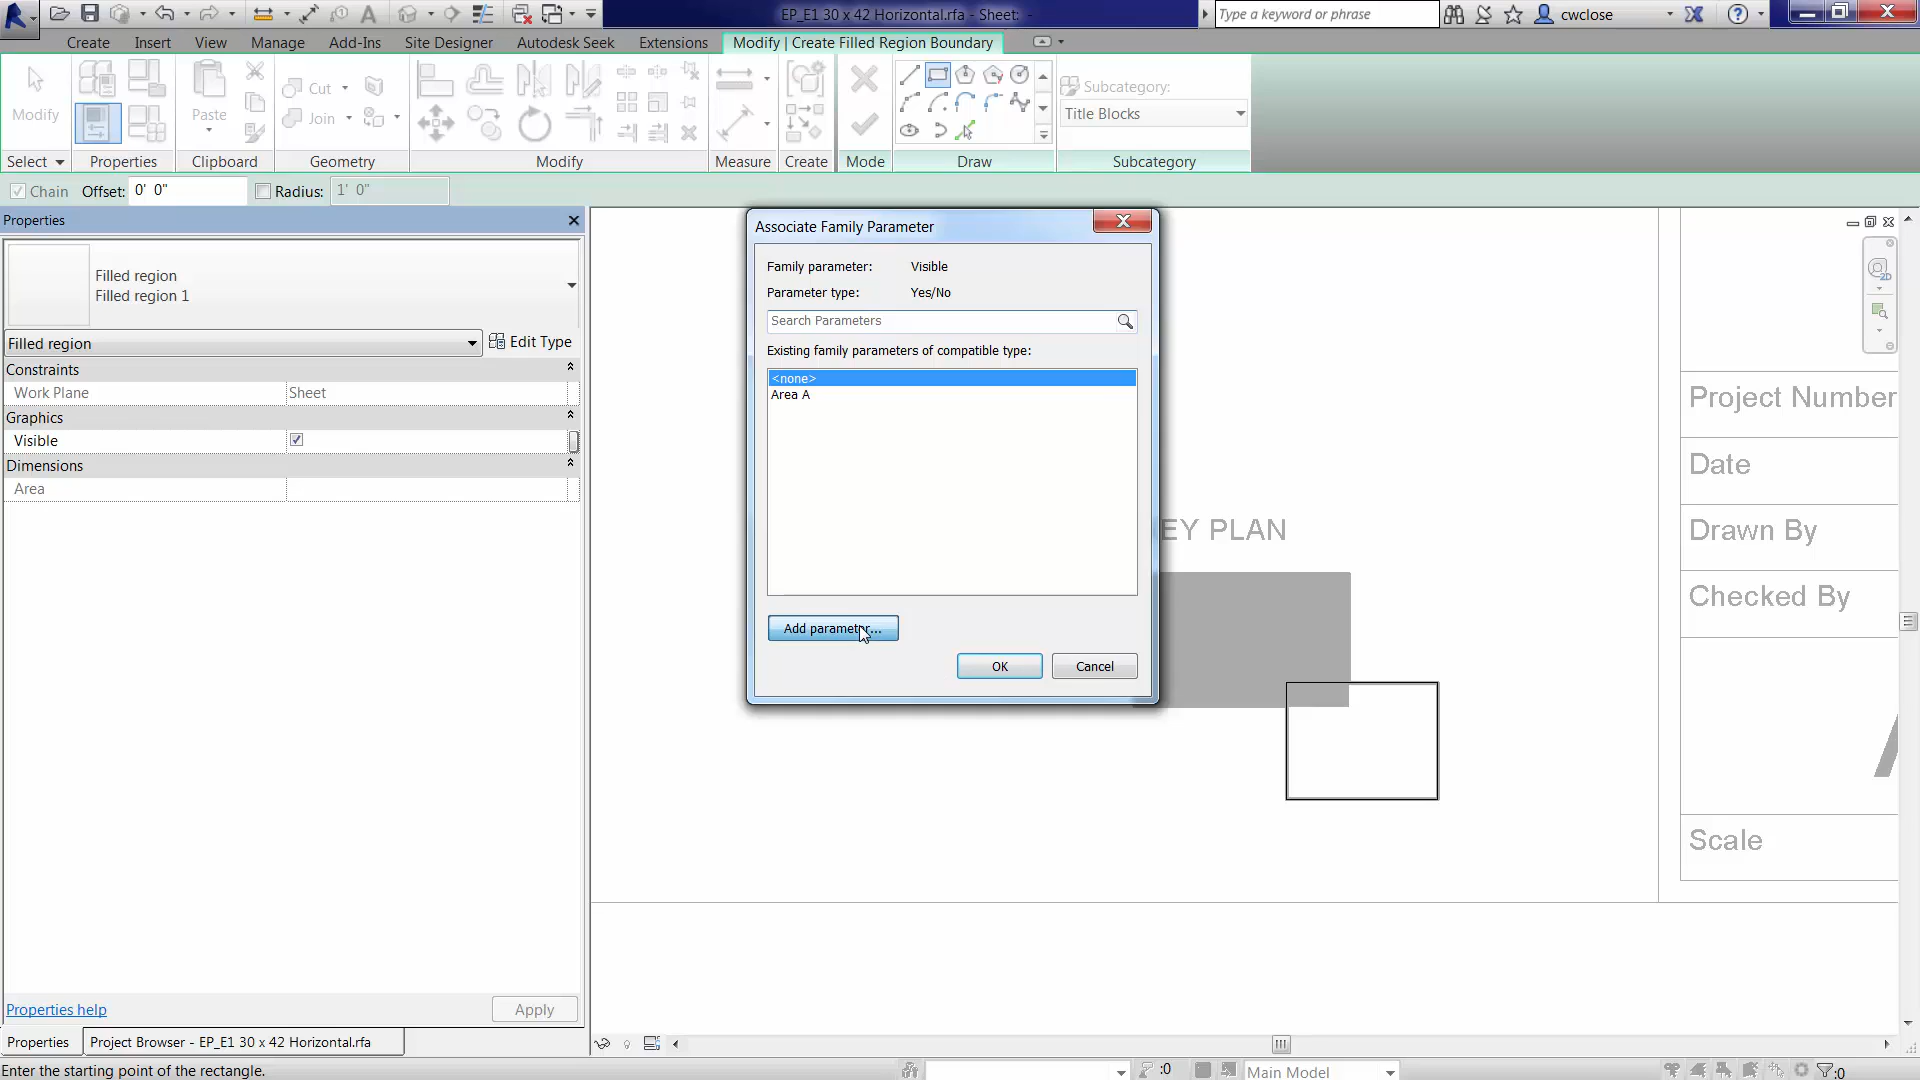 EP_E1 30 x 42 Horizontal.rfa - Sheet: -
Type a keyword or phrase
cwclose
Create
Insert
View
Manage
Add-Ins
Site Designer
Autodesk Seek
Extensions
Modify | Create Filled Region Boundary
Modify
Paste
Cut
Join
Subcategory:
Title Blocks
Select
Properties
Clipboard
Geometry
Modify
Measure
Create
Mode
Draw
Subcategory
Chain
Offset:
0' 0"
Radius:
1' 0"
Properties
Filled region
Filled region 1
Filled region
Edit Type
Constraints
Work Plane
Sheet
Graphics
Visible
Dimensions
Area
Properties help
Apply
Properties
Project Browser - EP_E1 30 x 42 Horizontal.rfa
Associate Family Parameter
Family parameter:
Visible
Parameter type:
Yes/No
Search Parameters
Existing family parameters of compatible type:
<none>
Area A
Add parameter...
OK
Cancel
EY PLAN
Project Number
Date
Drawn By
Checked By
Scale
2D
Enter the starting point of the rectangle.
:0
Main Model
:0